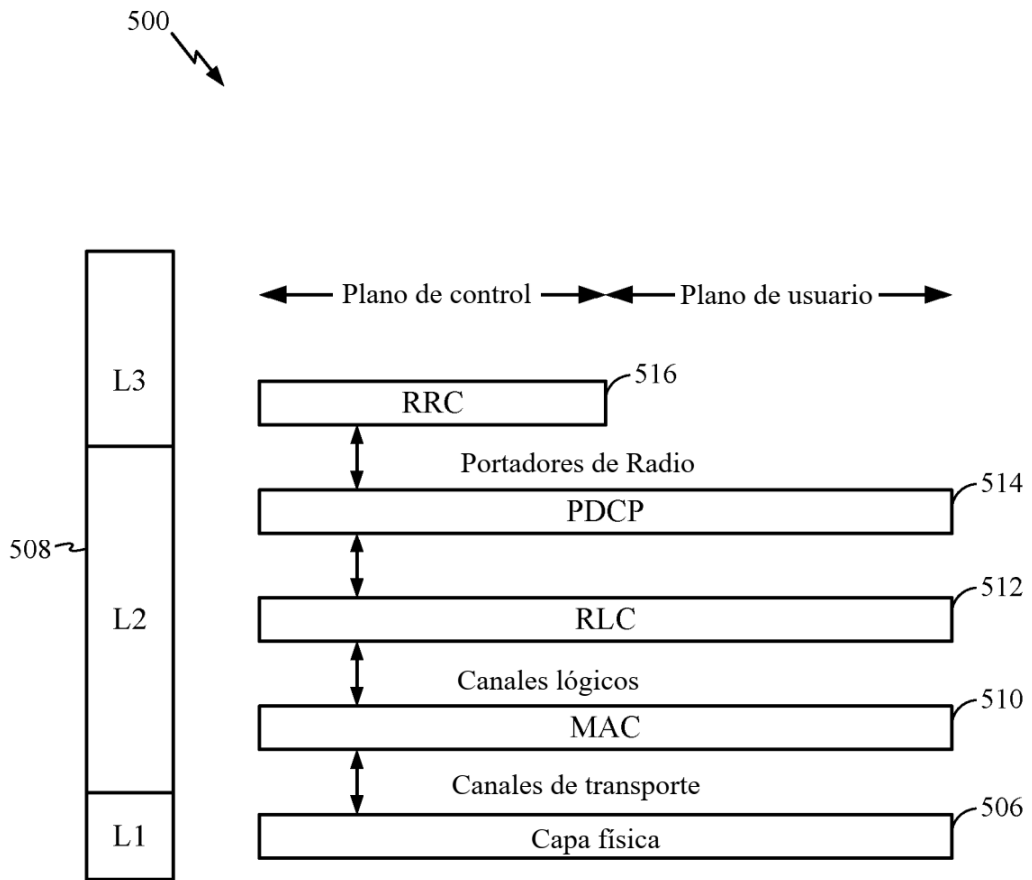 500
Plano de control
Plano de usuario
L3
RRC
516
Portadores de Radio
514
PDCP
508
L2
512
RLC
Canales lógicos
510
MAC
Canales de transporte
506
L1
Capa física